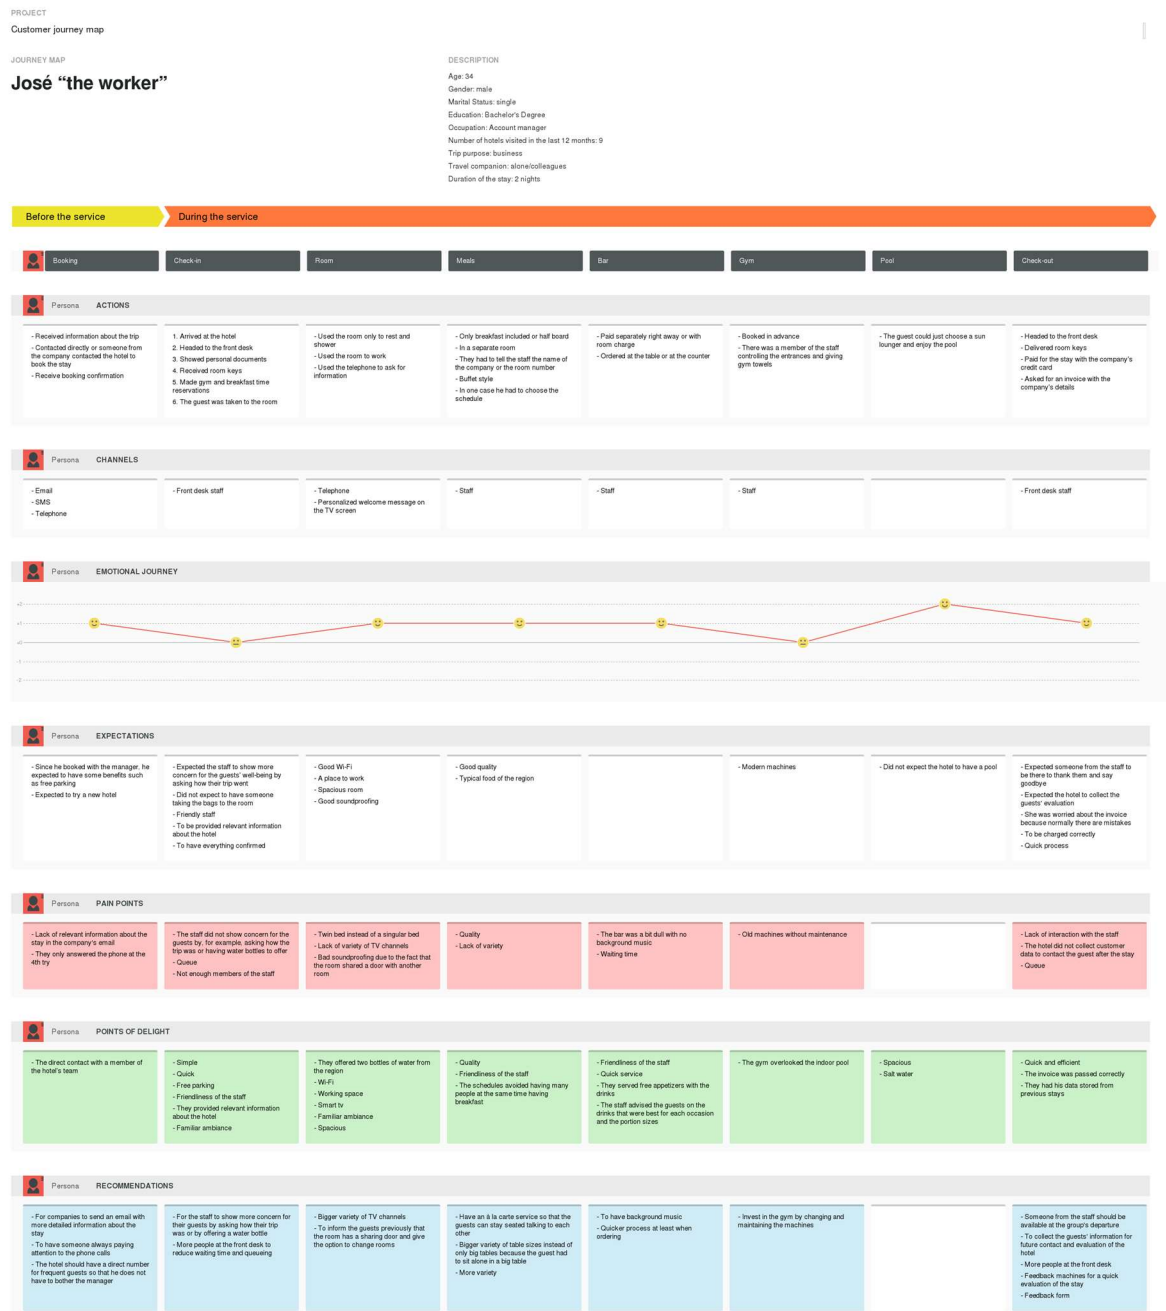 PROJECT
Customer journey map
JOURNEY MAP
José “the worker”
DESCRIPTION
Age: 34
Gender: male
Marital Status: single
Education: Bachelor's Degree
Occupation: Account manager
Number of hotels visited in the last 12 months: 9
Trip purpose: business
Travel companion: alone/colleagues
Duration of the stay: 2 nights
Before the service
During the service
Booking
Check-in
Room
Meals
Bar
Gym
Pool
Check-out
Persona ACTIONS
- Received information about the trip
- Contacted directly or someone from
the company contacted the hotel to
book the stay
- Receive booking confirmation
1. Arrived at the hotel
2. Headed to the front desk
3. Showed personal documents
4. Received room keys
5. Made gym and breakfast time
reservations
6. The guest was taken to the room
- Used the room only to rest and
shower
- Used the room to work
- Used the telephone to ask for
information
- Only breakfast included or half board
- In a separate room
- They had to tell the staff the name of
the company or the room number
- Buffet style
- In one case he had to choose the
schedule
- Paid separately right away or with
room charge
- Ordered at the table or at the counter
- Booked in advance
- There was a member of the staff
controlling the entrances and giving
gym towels
- The guest could just choose a sun
lounger and enjoy the pool
- Headed to the front desk
- Delivered room keys
- Paid for the stay with the company's
credit card
- Asked for an invoice with the
company's details
Persona CHANNELS
- Email
- SMS
- Telephone
- Front desk staff
- Telephone
- Personalized welcome message on
the TV screen
- Staff
- Staff
- Staff
- Front desk staff
Persona EMOTIONAL JOURNEY
+2
+1
+0
-1
-2
Persona EXPECTATIONS
- Since he booked with the manager, he
expected to have some benefits such
as free parking
- Expected to try a new hotel
- Expected the staff to show more
concern for the guests' well-being by
asking how their trip went
- Did not expect to have someone
taking the bags to the room
- Friendly staff
- To be provided relevant information
about the hotel
- To have everything confirmed
- Good Wi-Fi
- A place to work
- Spacious room
- Good soundproofing
- Good quality
- Typical food of the region
- Modern machines
- Did not expect the hotel to have a pool
- Expected someone from the staff to
be there to thank them and say
goodbye
- Expected the hotel to collect the
guests' evaluation
- She was worried about the invoice
because normally there are mistakes
- To be charged correctly
- Quick process
Persona PAIN POINTS
- Lack of relevant information about the
stay in the company's email
- They only answered the phone at the
4th try
- The staff did not show concern for the
guests by, for example, asking how the
trip was or having water bottles to offer
- Queue
- Not enough members of the staff
- Twin bed instead of a singular bed
- Lack of variety of TV channels
- Bad soundproofing due to the fact that
the room shared a door with another
room
- Quality
- Lack of variety
- The bar was a bit dull with no
background music
- Waiting time
- Old machines without maintenance
- Lack of interaction with the staff
- The hotel did not collect customer
data to contact the guest after the stay
- Queue
Persona POINTS OF DELIGHT
- The direct contact with a member of
the hotel's team
- Simple
- Quick
- Free parking
- Friendliness of the staff
- They provided relevant information
about the hotel
- Familiar ambiance
- They offered two bottles of water from
the region
- Wi-Fi
- Working space
- Smart tv
- Familiar ambiance
- Spacious
- Quality
- Friendliness of the staff
- The schedules avoided having many
people at the same time having
breakfast
- Friendliness of the staff
- Quick service
- They served free appetizers with the
drinks
- The staff advised the guests on the
drinks that were best for each occasion
and the portion sizes
- The gym overlooked the indoor pool
- Spacious
- Salt water
- Quick and efficient
- The invoice was passed correctly
- They had his data stored from
previous stays
Persona RECOMMENDATIONS
- For companies to send an email with
more detailed information about the
stay
- To have someone always paying
attention to the phone calls
- The hotel should have a direct number
for frequent guests so that he does not
have to bother the manager
- For the staff to show more concern for
their guests by asking how their trip
was or by offering a water bottle
- More people at the front desk to
reduce waiting time and queueing
- Bigger variety of TV channels
- To inform the guests previously that
the room has a sharing door and give
the option to change rooms
- Have an à la carte service so that the
guests can stay seated talking to each
other
- Bigger variety of table sizes instead of
only big tables because the guest had
to sit alone in a big table
- More variety
- To have background music
- Quicker process at least when
ordering
- Invest in the gym by changing and
maintaining the machines
- Someone from the staff should be
available at the group's departure
- To collect the guests' information for
future contact and evaluation of the
hotel
- More people at the front desk
- Feedback machines for a quick
evaluation of the stay
- Feedback form